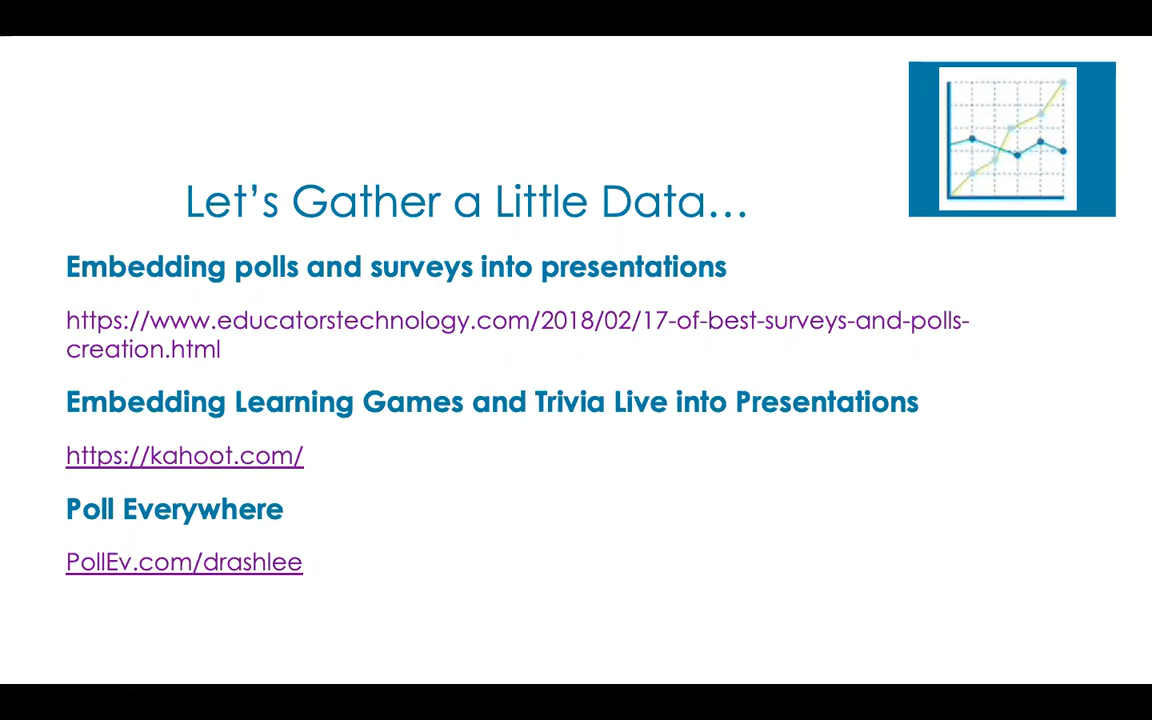 Let’s Gather a Little Data…
Embedding polls and surveys into presentations
https://www.educatorstechnology.com/2018/02/17-of-best-surveys-and-polls-
creation.html
Embedding Learning Games and Trivia Live into Presentations
https://kahoot.com/
Poll Everywhere
PollEv.com/drashlee